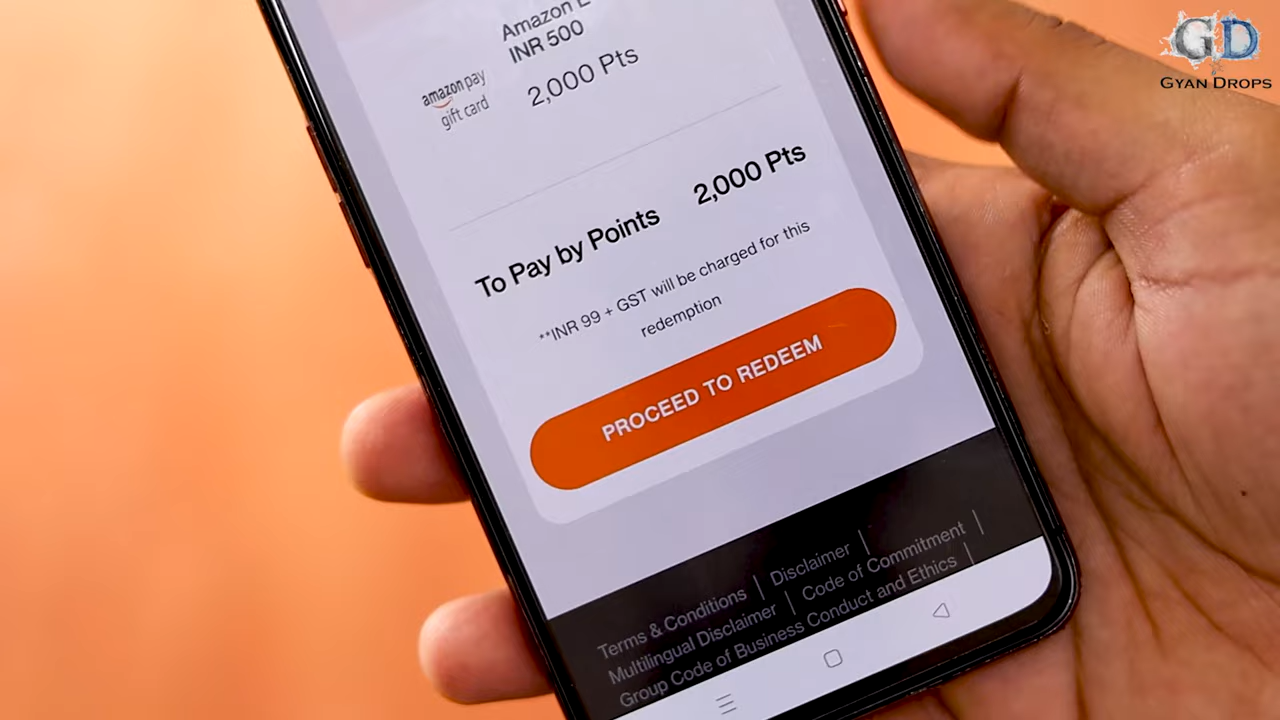 GD
GYAN DROPS
Amazon
INR 500
amazon pay
gift card
2,000 Pts
To Pay by Points 2,000 Pts
**INR 99 + GST will be charged for this
redemption
PROCEED TO REDEEM
Terms & Conditions | Disclaimer |
Multilingual Disclaimer | Code of Commitment |
Group Code of Business Conduct and Ethics |